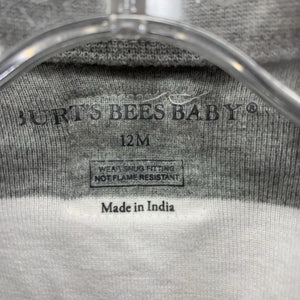 BURT'S BEES BABY®
12M
WEAR SNUG FITTING
NOT FLAME RESISTANT
Made in India